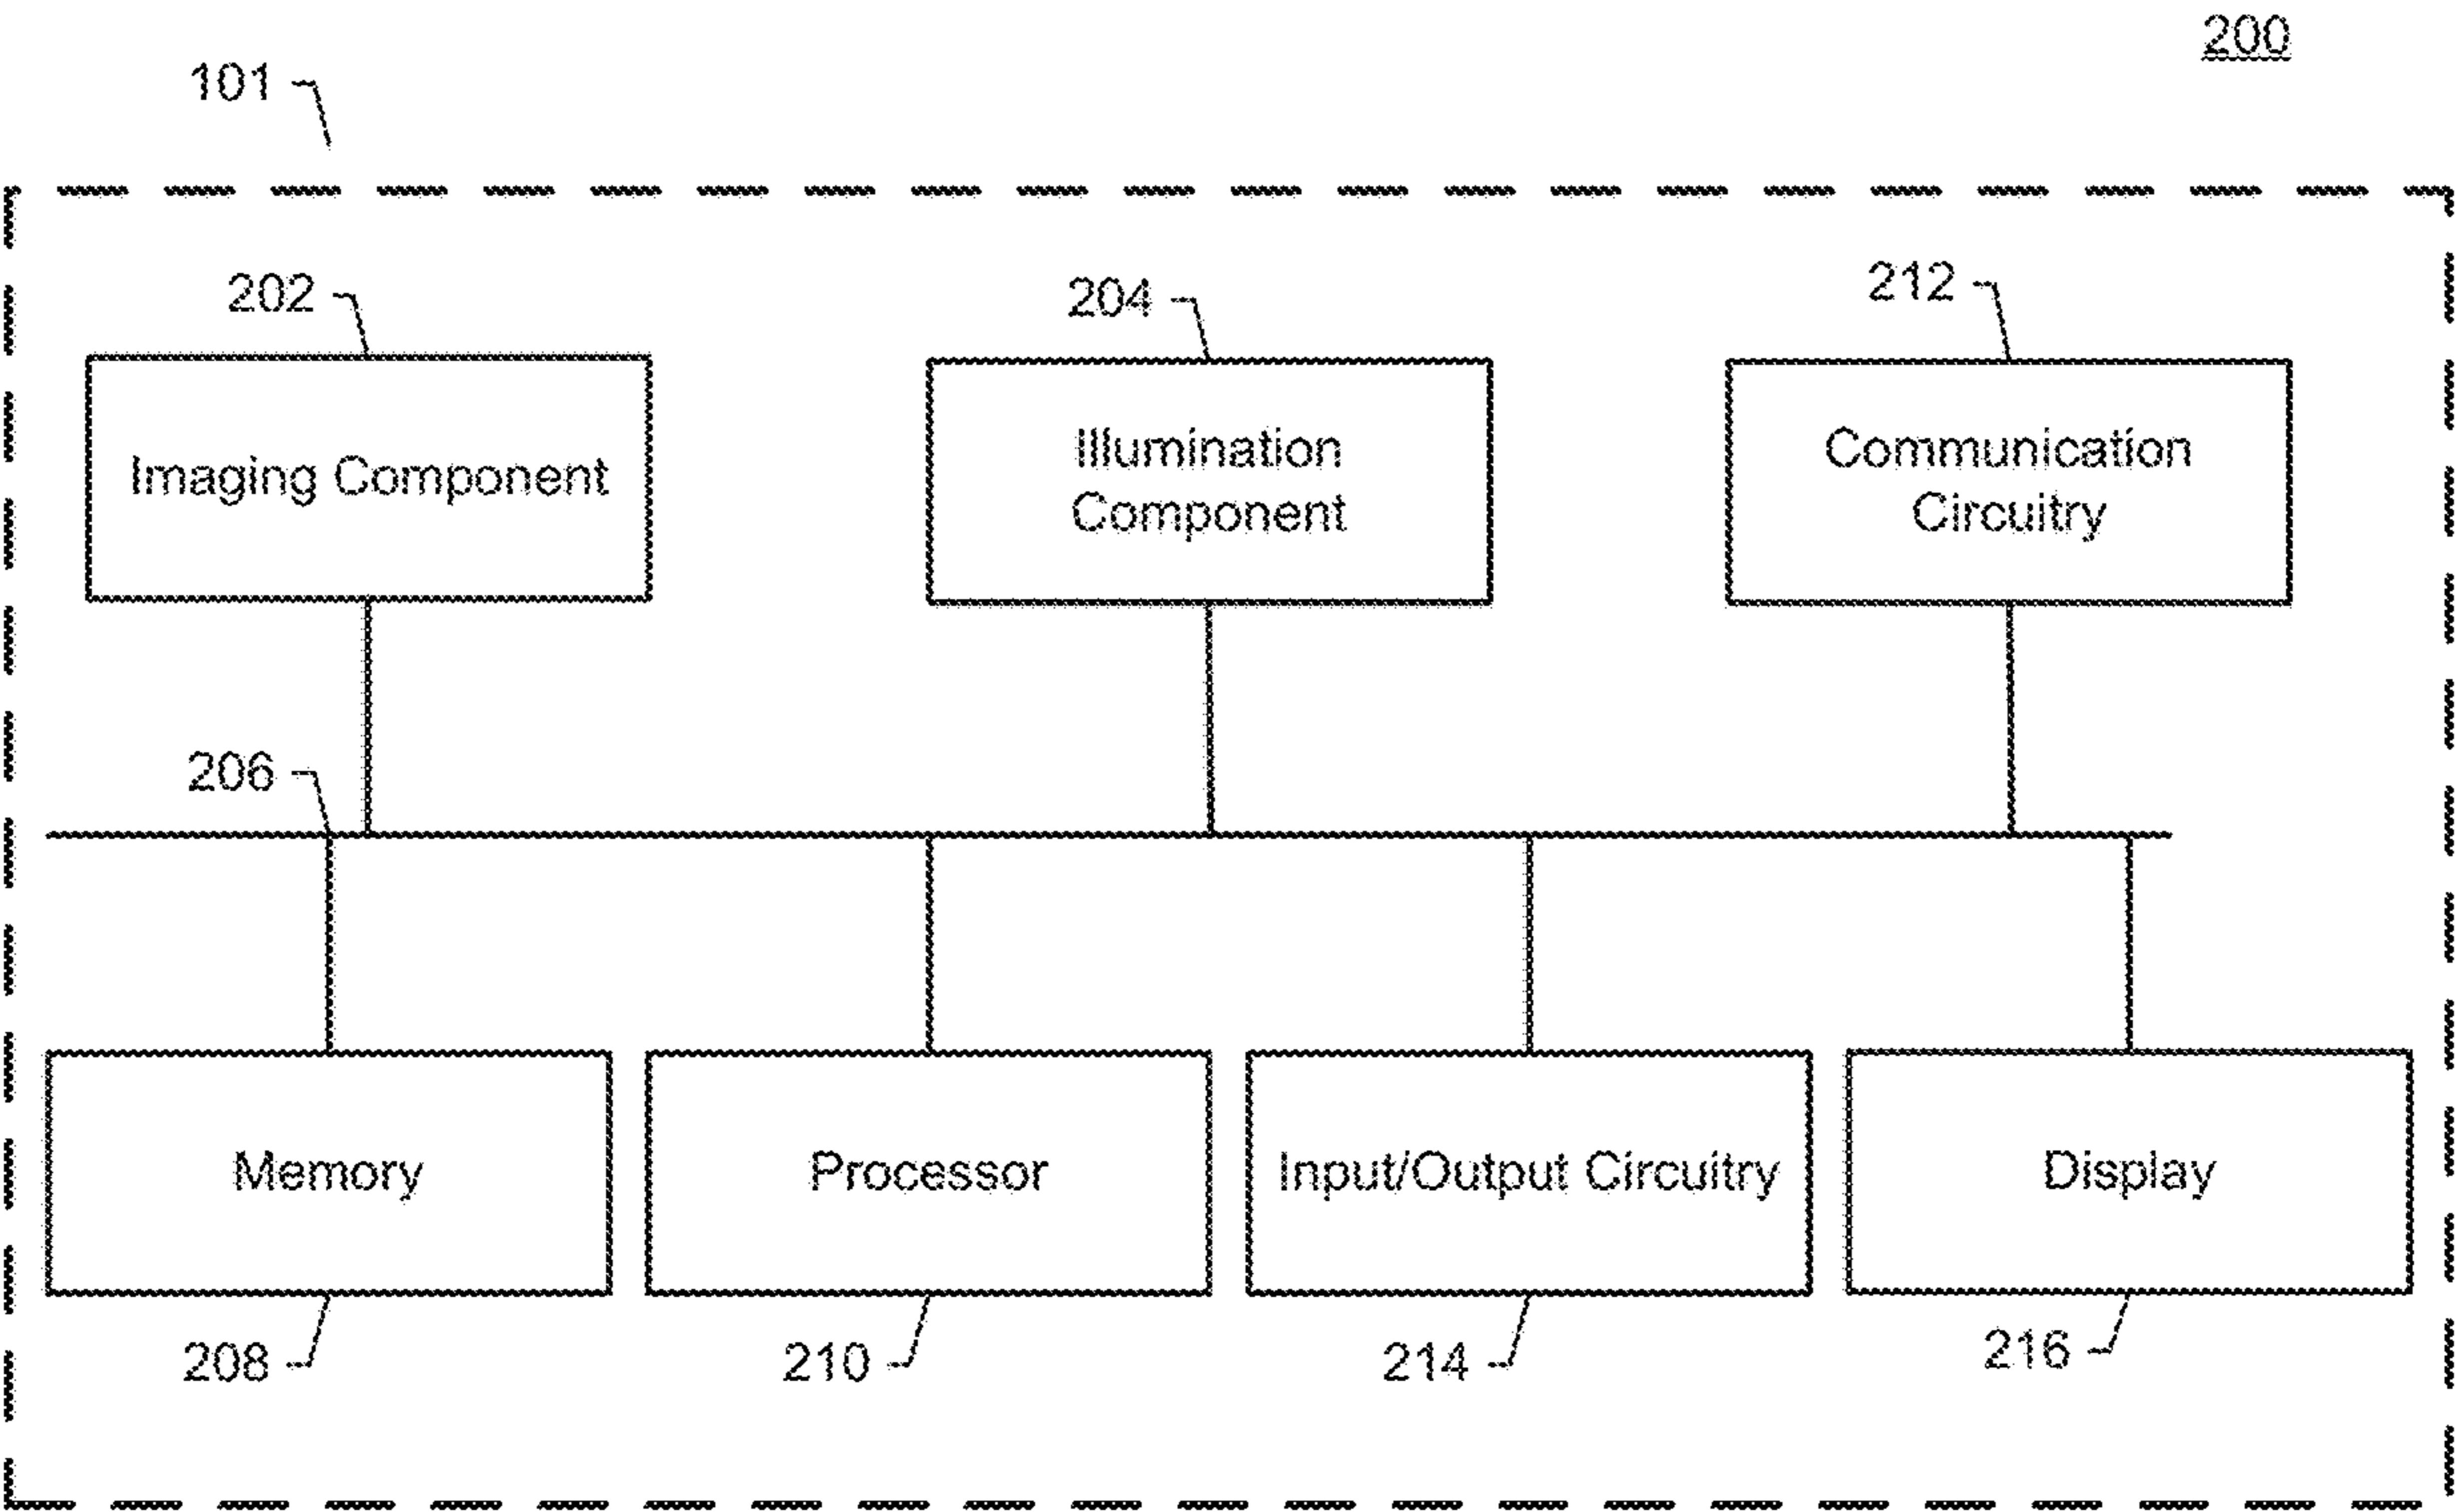 200
101
202
204
212
Imaging Component
Illumination
Component
Communication
Circuitry
206
Memory
Processor
Input/Output Circuitry
Display
208
210
214
216